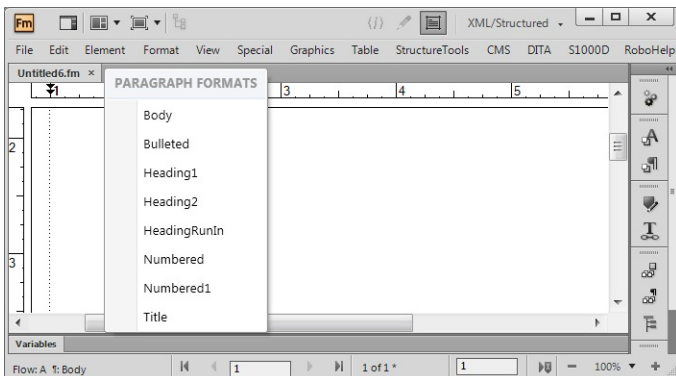 Fm XML/Structured
File Edit Element Format View Special Graphics Table StructureTools CMS DITA S1000D RoboHelp
Untitled6.fm ×
1 3 4 5
PARAGRAPH FORMATS
Body
Bulleted
2
Heading1
Heading2
HeadingRunIn
Numbered
3
Numbered1
Title
Variables
Flow: A ¶: Body 1 1 of 1 * 1 100%